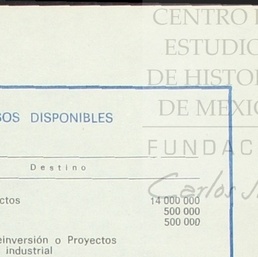 CENTRO
ESTUDIO
DE HISTOR
DE MEXIC
FUNDAC
Carlos
SOS DISPONIBLES
Destino
ctos 14 000 000
500 000
500 000
einversión o Proyectos
industrial